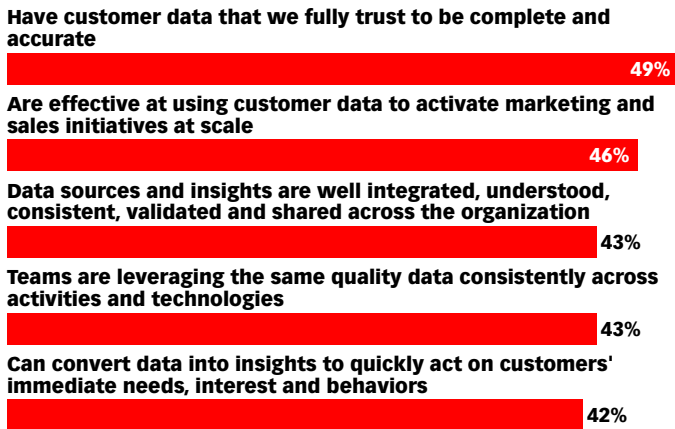 Have customer data that we fully trust to be complete and
accurate
49%
Are effective at using customer data to activate marketing and
sales initiatives at scale
46%
Data sources and insights are well integrated, understood,
consistent, validated and shared across the organization
43%
Teams are leveraging the same quality data consistently across
activities and technologies
43%
Can convert data into insights to quickly act on customers'
immediate needs, interest and behaviors
42%